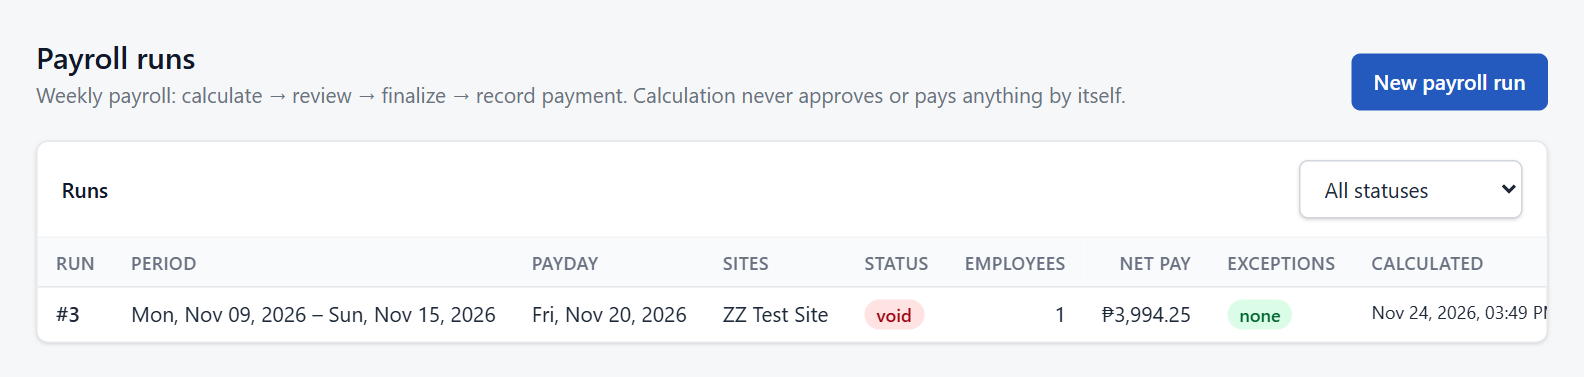 Payroll runs
Weekly payroll: calculate → review → finalize → record payment. Calculation never approves or pays anything by itself.
New payroll run
Runs
All statuses
RUN PERIOD PAYDAY SITES STATUS EMPLOYEES NET PAY EXCEPTIONS CALCULATED
#3 Mon, Nov 09, 2026 – Sun, Nov 15, 2026 Fri, Nov 20, 2026 ZZ Test Site void 1 ₱3,994.25 none Nov 24, 2026, 03:49